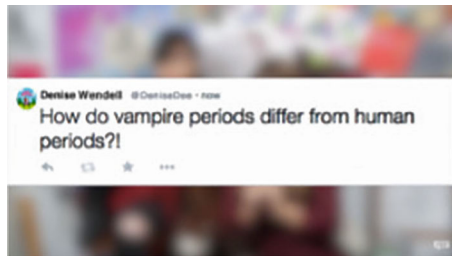 Denise Wendell @DeniseDee • now
How do vampire periods differ from human
periods?!